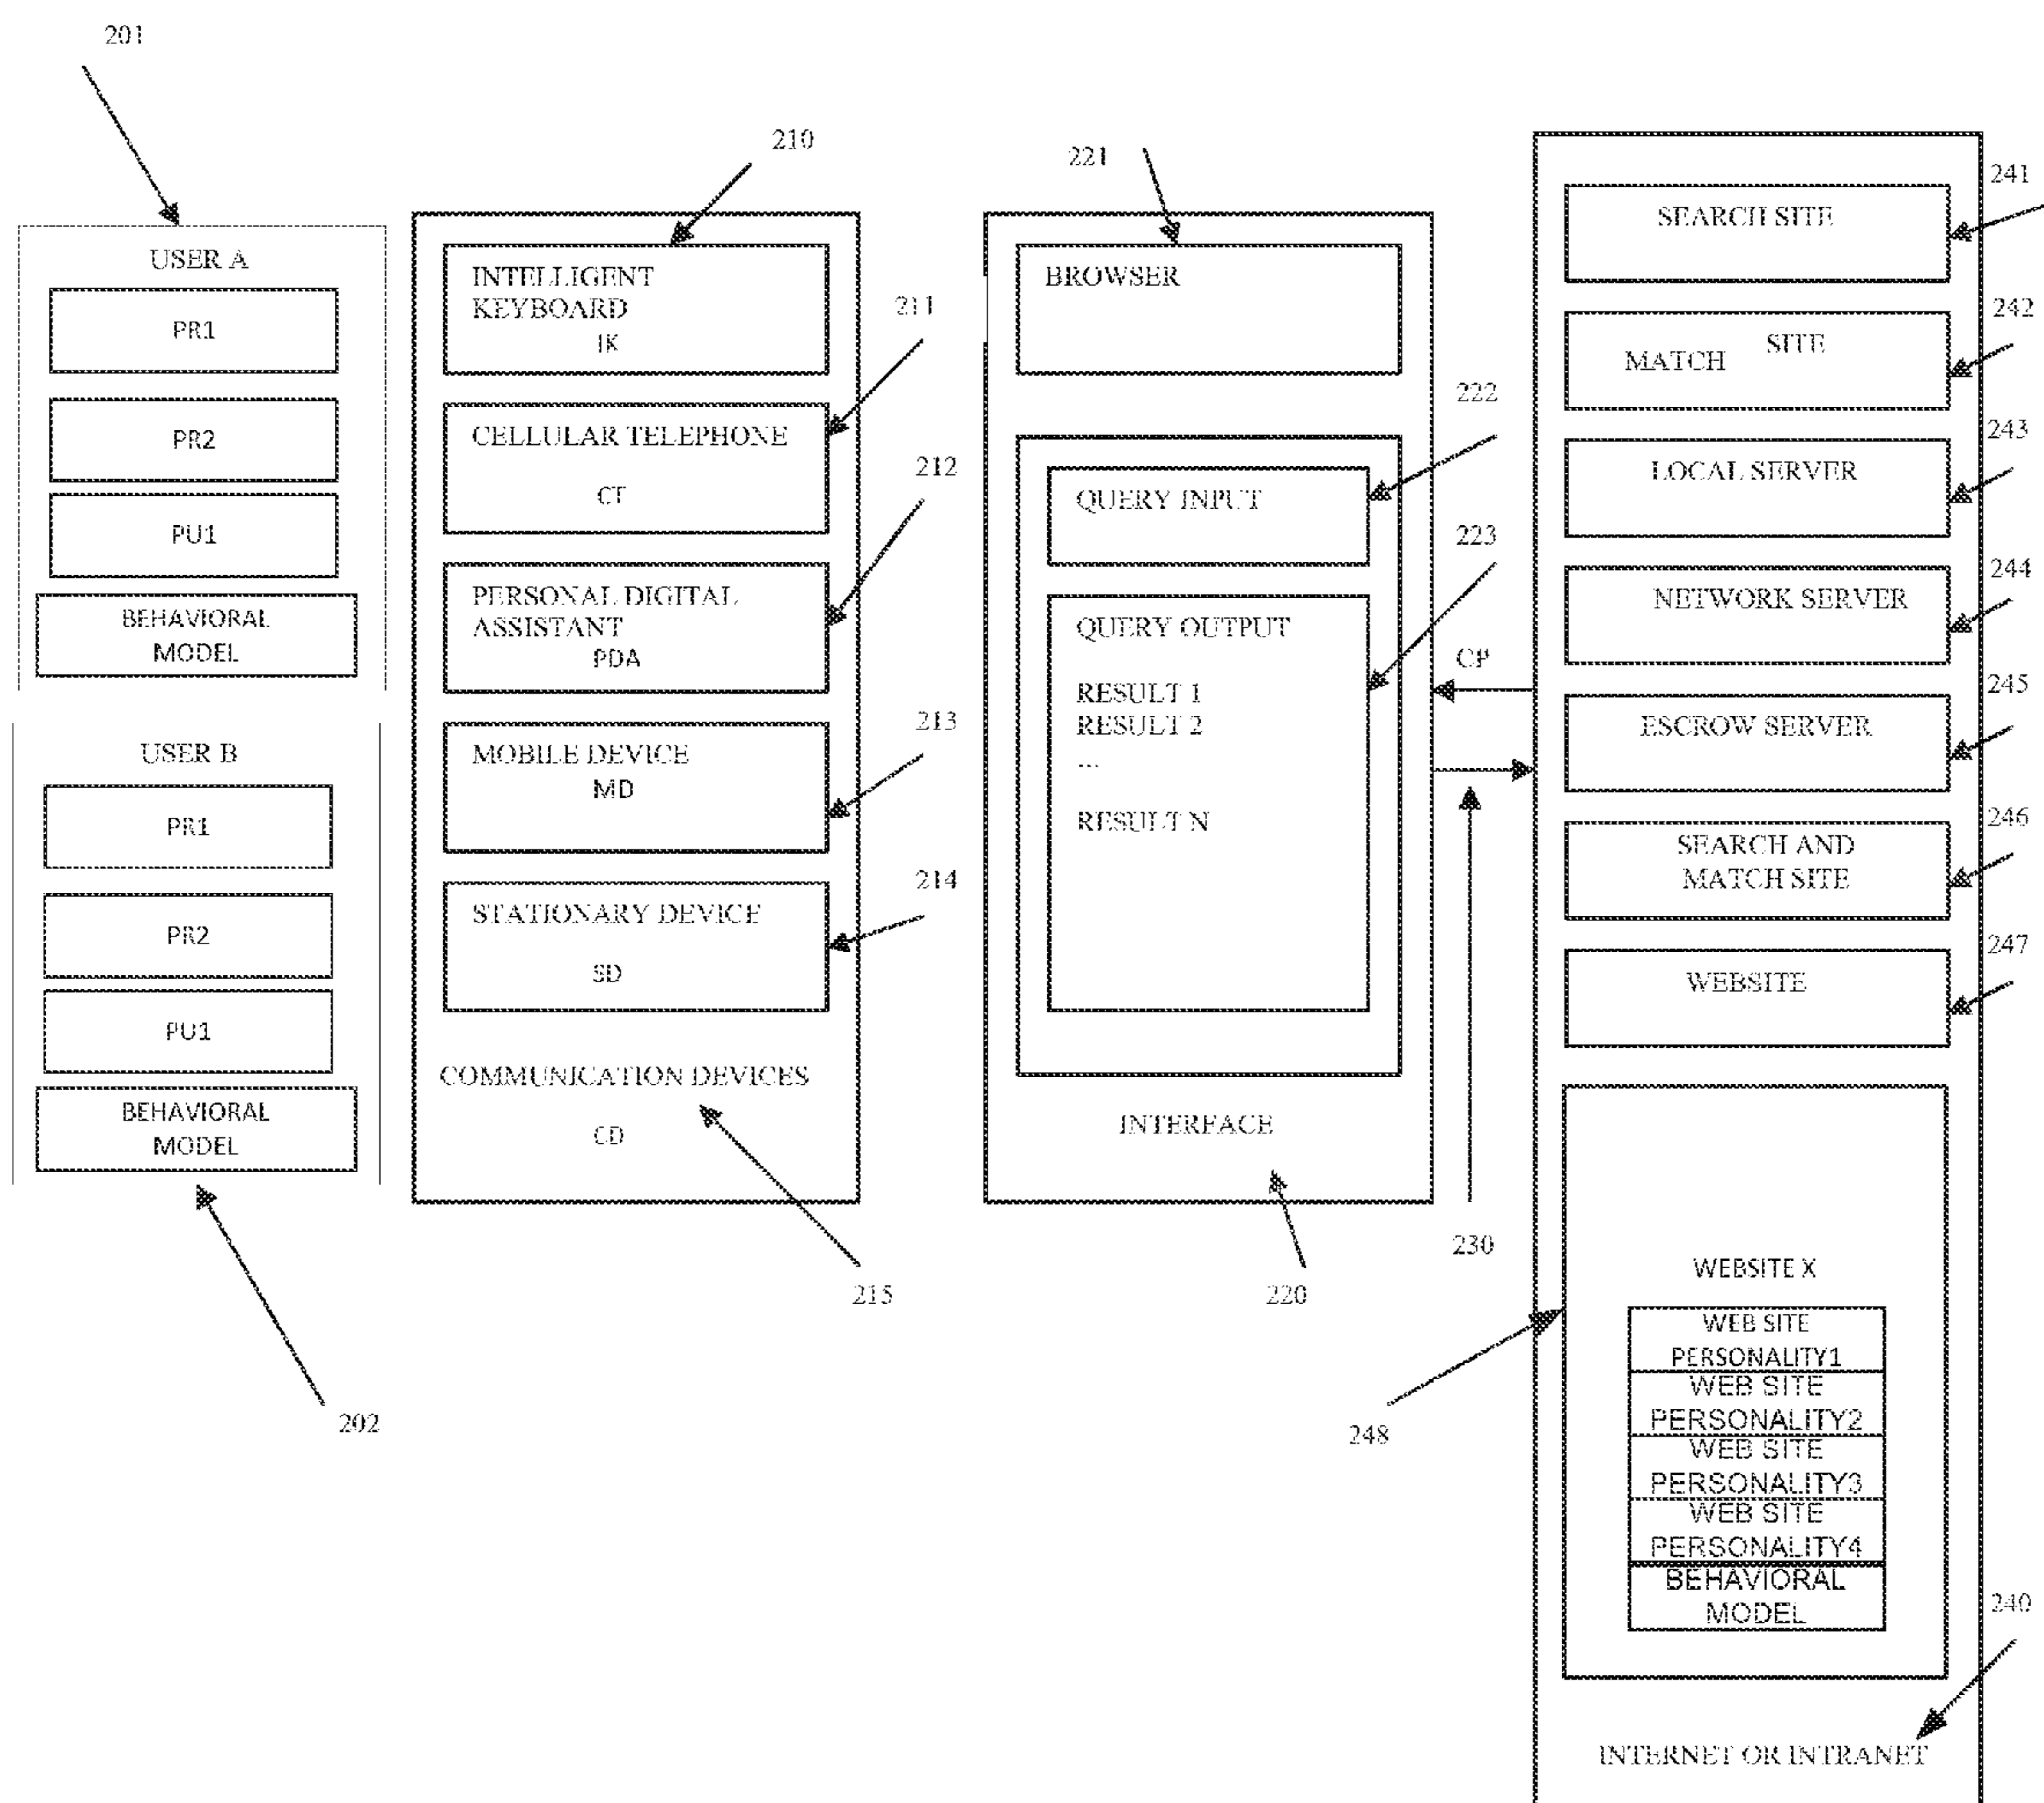 201
USER A
PR1
PR2
PU1
BEHAVIORAL
MODEL
USER B
PR1
PR2
PU1
BEHAVIORAL
MODEL
202
210
INTELLIGENT
KEYBOARD
IK
211
CELLULAR TELEPHONE
CT
212
PERSONAL DIGITAL
ASSISTANT
PDA
213
MOBILE DEVICE
MD
214
STATIONARY DEVICE
SD
COMMUNICATION DEVICES
CD
215
221
BROWSER
222
QUERY INPUT
223
QUERY OUTPUT
RESULT 1
RESULT 2
...
RESULT N
INTERFACE
220
CP
230
241
SEARCH SITE
242
MATCH SITE
243
LOCAL SERVER
244
NETWORK SERVER
245
ESCROW SERVER
246
SEARCH AND
MATCH SITE
247
WEBSITE
WEBSITE X
WEB SITE
PERSONALITY1
WEB SITE
PERSONALITY2
WEB SITE
PERSONALITY3
WEB SITE
PERSONALITY4
BEHAVIORAL
MODEL
248
240
INTERNET OR INTRANET